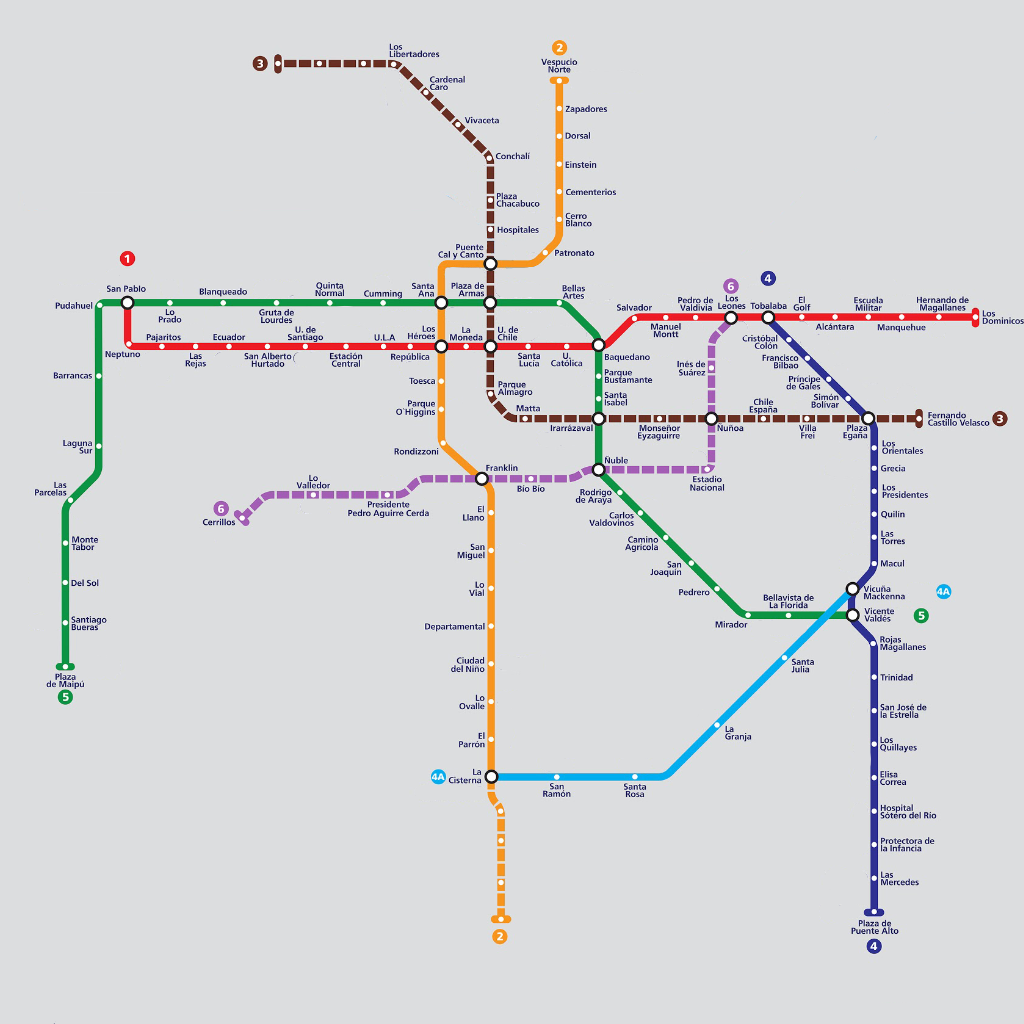 3
Los
Libertadores
Cardenal
Caro
Vivaceta
Conchalí
Plaza
Chacabuco
Hospitales
2
Vespucio
Norte
Zapadores
Dorsal
Einstein
Cementerios
Cerro
Blanco
Patronato
Puente
Cal y Canto
1
San Pablo
Pudahuel
Lo
Prado
Blanqueado
Gruta de
Lourdes
Quinta
Normal
Cumming
Santa
Ana
Plaza de
Armas
Bellas
Artes
Neptuno
Pajaritos
Las
Rejas
Ecuador
San Alberto
Hurtado
U. de
Santiago
Estación
Central
U.L.A
República
Los
Héroes
La
Moneda
U. de
Chile
Santa
Lucía
U.
Católica
Baquedano
Salvador
Manuel
Montt
Pedro de
Valdivia
6
Los
Leones
4
Tobalaba
El
Golf
Alcántara
Escuela
Militar
Manquehue
Hernando de
Magallanes
Los
Dominicos
Cristóbal
Colón
Francisco
Bilbao
Príncipe
de Gales
Simón
Bolívar
Plaza
Egaña
Inés de
Suárez
Parque
Bustamante
Santa
Isabel
Toesca
Parque
O`Higgins
Rondizzoni
Parque
Almagro
Matta
Irarrázaval
Monseñor
Eyzaguirre
Ñuñoa
Chile
España
Villa
Frei
Fernando
Castillo Velasco
3
Barrancas
Laguna
Sur
Las
Parcelas
Monte
Tabor
Del Sol
Santiago
Bueras
Plaza
de Maipú
5
6
Cerrillos
Lo
Valledor
Presidente
Pedro Aguirre Cerda
Franklin
Bío Bío
Ñuble
Estadio
Nacional
Rodrigo
de Araya
Carlos
Valdovinos
Camino
Agrícola
San
Joaquín
Pedrero
Mirador
Bellavista de
La Florida
Los
Orientales
Grecia
Los
Presidentes
Quilín
Las
Torres
Macul
Vicuña
Mackenna
4A
Vicente
Valdés
5
Rojas
Magallanes
Trinidad
San José de
la Estrella
Los
Quillayes
Elisa
Correa
Hospital
Sótero del Río
Protectora de
la Infancia
Las
Mercedes
Plaza de
Puente Alto
4
El
Llano
San
Miguel
Lo
Vial
Departamental
Ciudad
del Niño
Lo
Ovalle
El
Parrón
4A
La
Cisterna
San
Ramón
Santa
Rosa
La
Granja
Santa
Julia
2